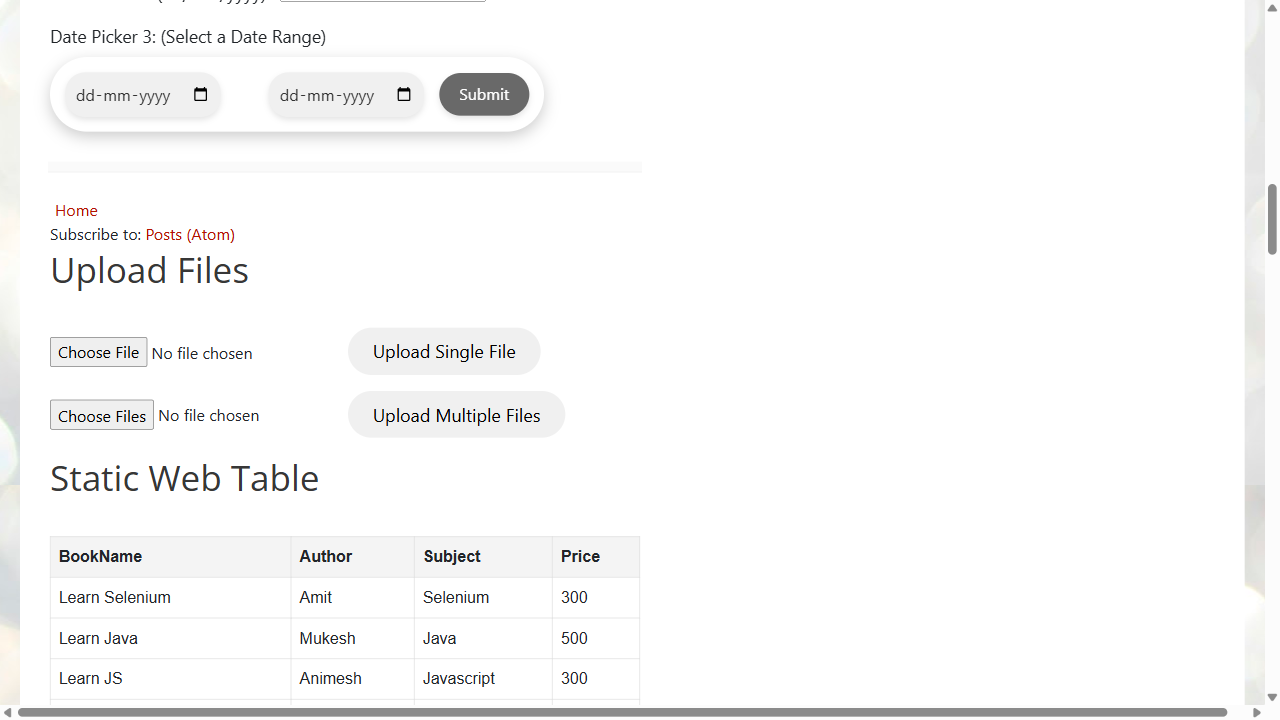 Date Picker 3: (Select a Date Range)
dd-mm-yyyy dd-mm-yyyy Submit
Home
Subscribe to: Posts (Atom)
Upload Files
Choose File No file chosen Upload Single File
Choose Files No file chosen Upload Multiple Files
Static Web Table
BookName Author Subject Price
Learn Selenium Amit Selenium 300
Learn Java Mukesh Java 500
Learn JS Animesh Javascript 300